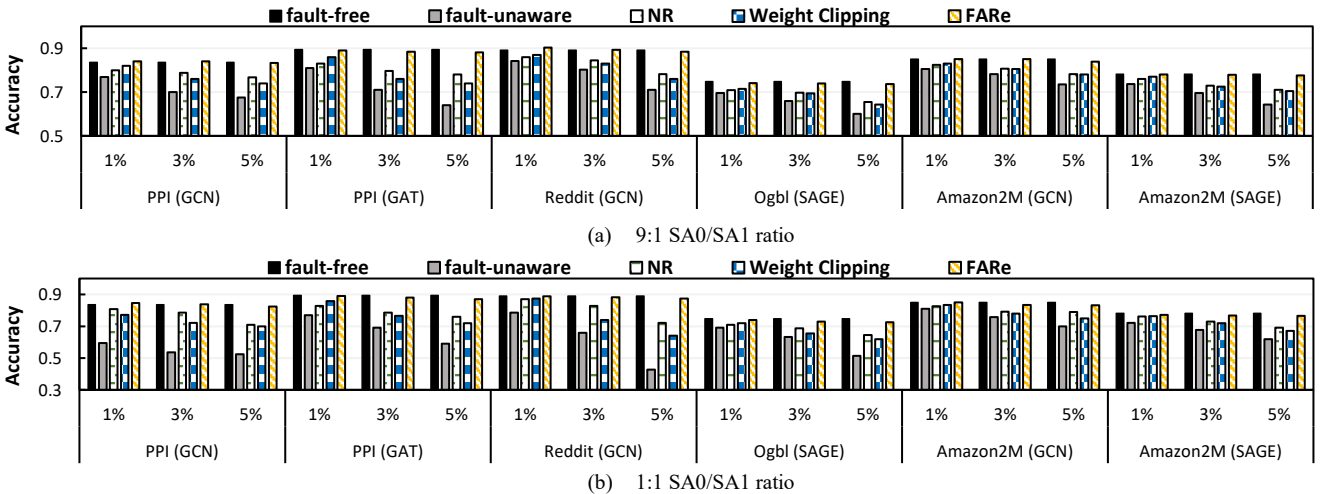 fault-free fault-unaware NR Weight Clipping FARe
Accuracy
0.9
0.7
0.5
1% 3% 5% 1% 3% 5% 1% 3% 5% 1% 3% 5% 1% 3% 5% 1% 3% 5%
PPI (GCN) PPI (GAT) Reddit (GCN) Ogbl (SAGE) Amazon2M (GCN) Amazon2M (SAGE)
(a) 9:1 SA0/SA1 ratio
fault-free fault-unaware NR Weight Clipping FARe
Accuracy
0.9
0.7
0.5
0.3
1% 3% 5% 1% 3% 5% 1% 3% 5% 1% 3% 5% 1% 3% 5% 1% 3% 5%
PPI (GCN) PPI (GAT) Reddit (GCN) Ogbl (SAGE) Amazon2M (GCN) Amazon2M (SAGE)
(b) 1:1 SA0/SA1 ratio